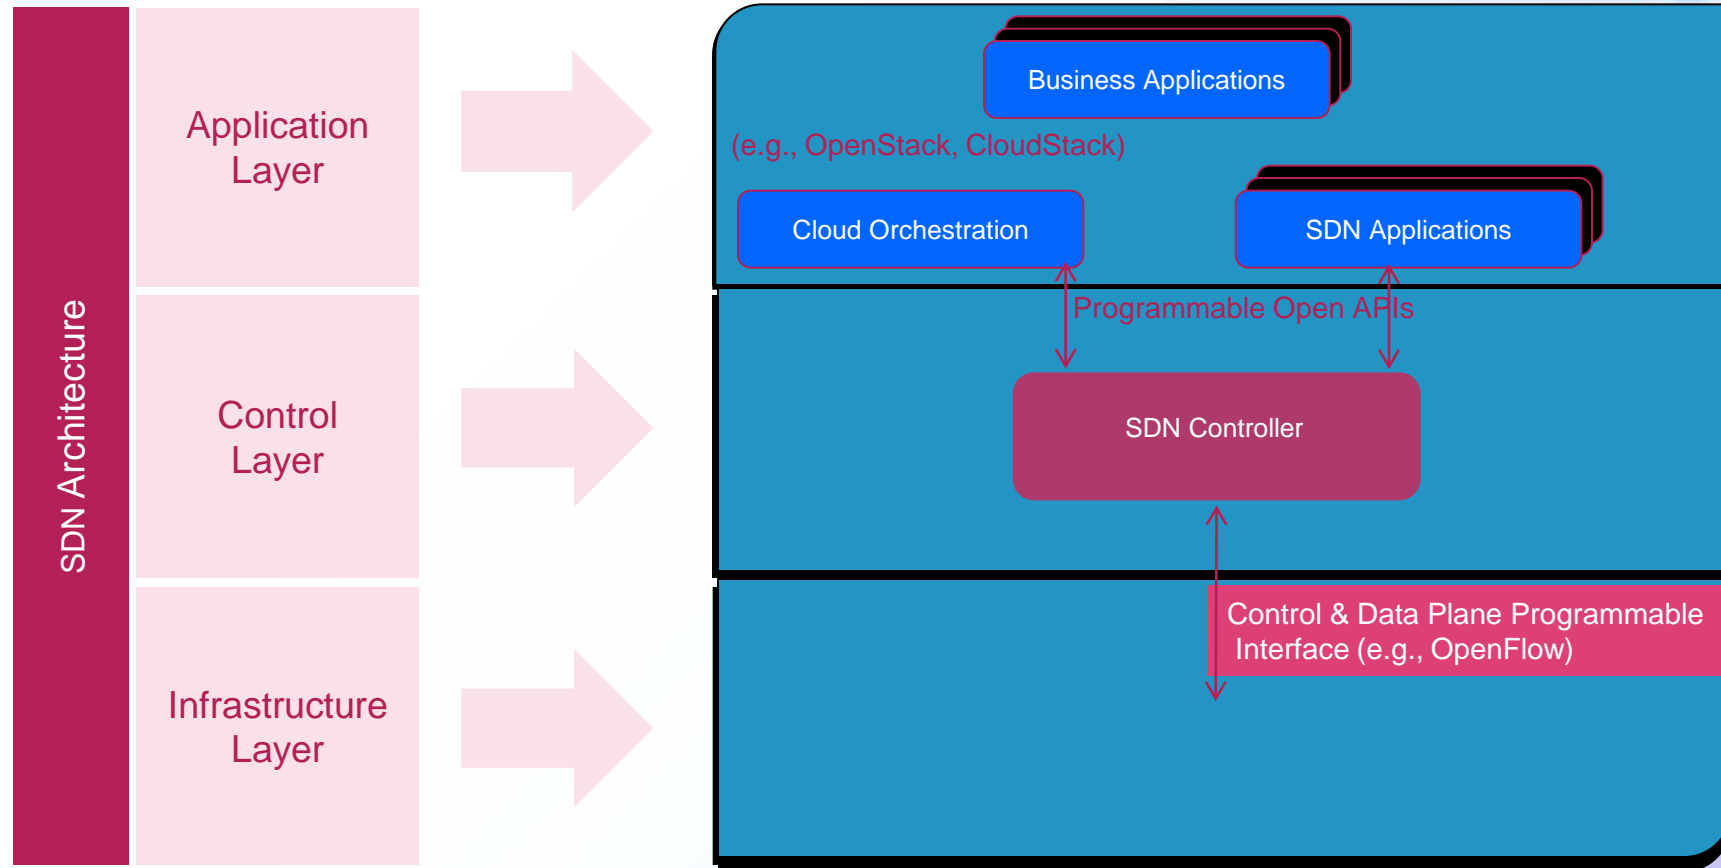 SDN Architecture
Application
Layer
Business Applications
(e.g., OpenStack, CloudStack)
Cloud Orchestration
SDN Applications
Programmable Open APIs
Control
Layer
SDN Controller
Infrastructure
Layer
Control & Data Plane Programmable
Interface (e.g., OpenFlow)